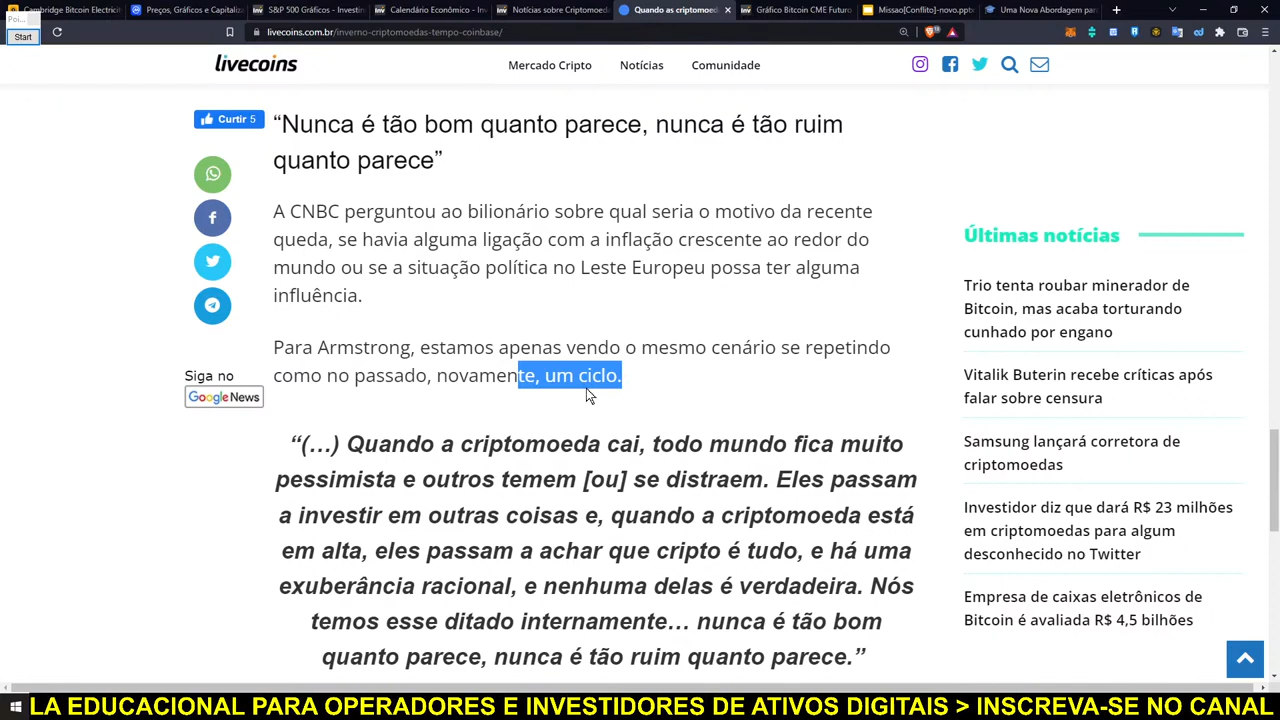 Cambridge Bitcoin Electricit
Preços, Gráficos e Capitaliza
S&P 500 Gráficos - Investin
Calendário Econômico - Inv
Notícias sobre Criptomoed
Quando as criptomoed
Gráfico Bitcoin CME Futuro
Missao[Conflito]-novo.ppt
Uma Nova Abordagem pa
Poi...
Start
livecoins.com.br/inverno-criptomoedas-tempo-coinbase/
livecoins
Mercado Cripto
Notícias
Comunidade
Curtir 5
“Nunca é tão bom quanto parece, nunca é tão ruim
quanto parece”
A CNBC perguntou ao bilionário sobre qual seria o motivo da recente
queda, se havia alguma ligação com a inflação crescente ao redor do
mundo ou se a situação política no Leste Europeu possa ter alguma
influência.
Para Armstrong, estamos apenas vendo o mesmo cenário se repetindo
como no passado, novamente, um ciclo.
Siga no
Google News
“(…) Quando a criptomoeda cai, todo mundo fica muito
pessimista e outros temem [ou] se distraem. Eles passam
a investir em outras coisas e, quando a criptomoeda está
em alta, eles passam a achar que cripto é tudo, e há uma
exuberância racional, e nenhuma delas é verdadeira. Nós
temos esse ditado internamente… nunca é tão bom
quanto parece, nunca é tão ruim quanto parece.”
Últimas notícias
Trio tenta roubar minerador de
Bitcoin, mas acaba torturando
cunhado por engano
Vitalik Buterin recebe críticas após
falar sobre censura
Samsung lançará corretora de
criptomoedas
Investidor diz que dará R$ 23 milhões
em criptomoedas para algum
desconhecido no Twitter
Empresa de caixas eletrônicos de
Bitcoin é avaliada R$ 4,5 bilhões
LA EDUCACIONAL PARA OPERADORES E INVESTIDORES DE ATIVOS DIGITAIS > INSCREVA-SE NO CANAL